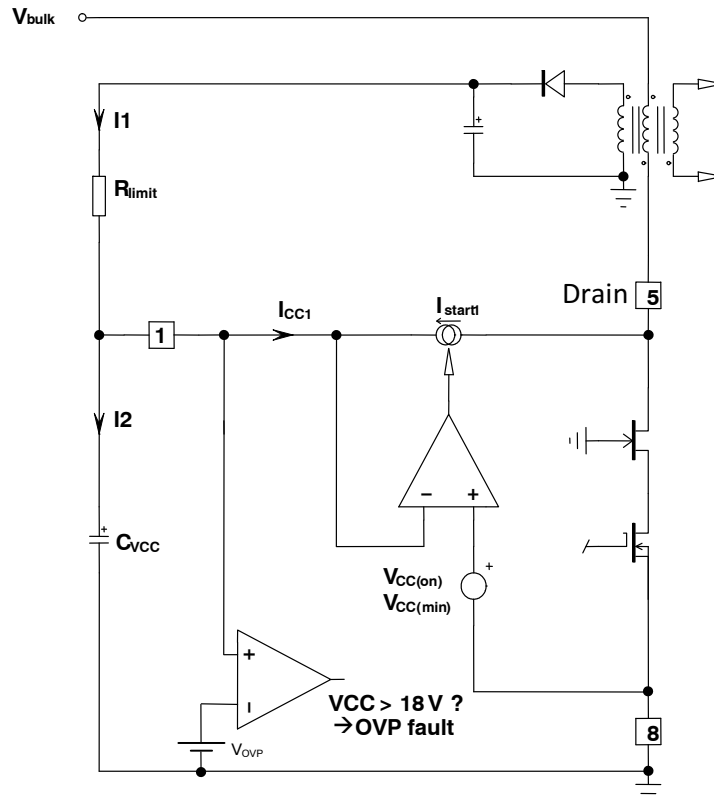 Vbulk
I1
Rlimit
Drain
5
1
ICC1
Istart1
I2
CVCC
VCC(on)
VCC(min)
VCC > 18 V ?
→OVP fault
VOVP
8